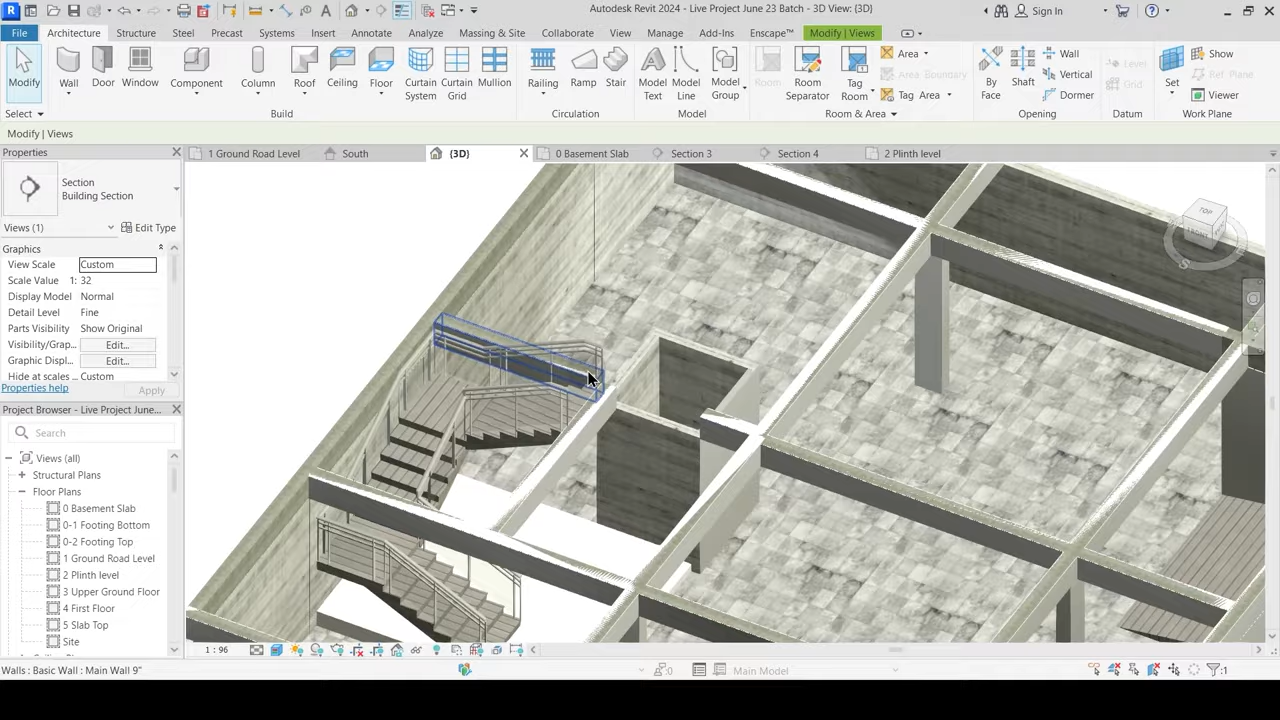 R Autodesk Revit 2024 - Live Project June 23 Batch - 3D View: {3D} Sign In
File Architecture Structure Steel Precast Systems Insert Annotate Analyze Massing & Site Collaborate View Manage Add-Ins Enscape™ Modify | Views
Modify Wall Door Window Component Column Roof Ceiling Floor Curtain System Curtain Grid Mullion Railing Ramp Stair Model Text Model Line Model Group Room Room Separator Tag Room Area Area Boundary Tag Area By Face Shaft Wall Vertical Dormer Level Grid Set Show Ref Plane Viewer
Select Build Circulation Model Room & Area Opening Datum Work Plane
Modify | Views
Properties
1 Ground Road Level South {3D} 0 Basement Slab Section 3 Section 4 2 Plinth level
Section
Building Section
Views (1) Edit Type
Graphics
View Scale Custom
Scale Value 1: 32
Display Model Normal
Detail Level Fine
Parts Visibility Show Original
Visibility/Grap... Edit...
Graphic Displ... Edit...
Hide at scales ... Custom
Properties help Apply
Project Browser - Live Project June...
Search
Views (all)
Structural Plans
Floor Plans
0 Basement Slab
0-1 Footing Bottom
0-2 Footing Top
1 Ground Road Level
2 Plinth level
3 Upper Ground Floor
4 First Floor
5 Slab Top
Site
TOP
FRONT
S
1 : 96
Walls : Basic Wall : Main Wall 9" :0 Main Model :1